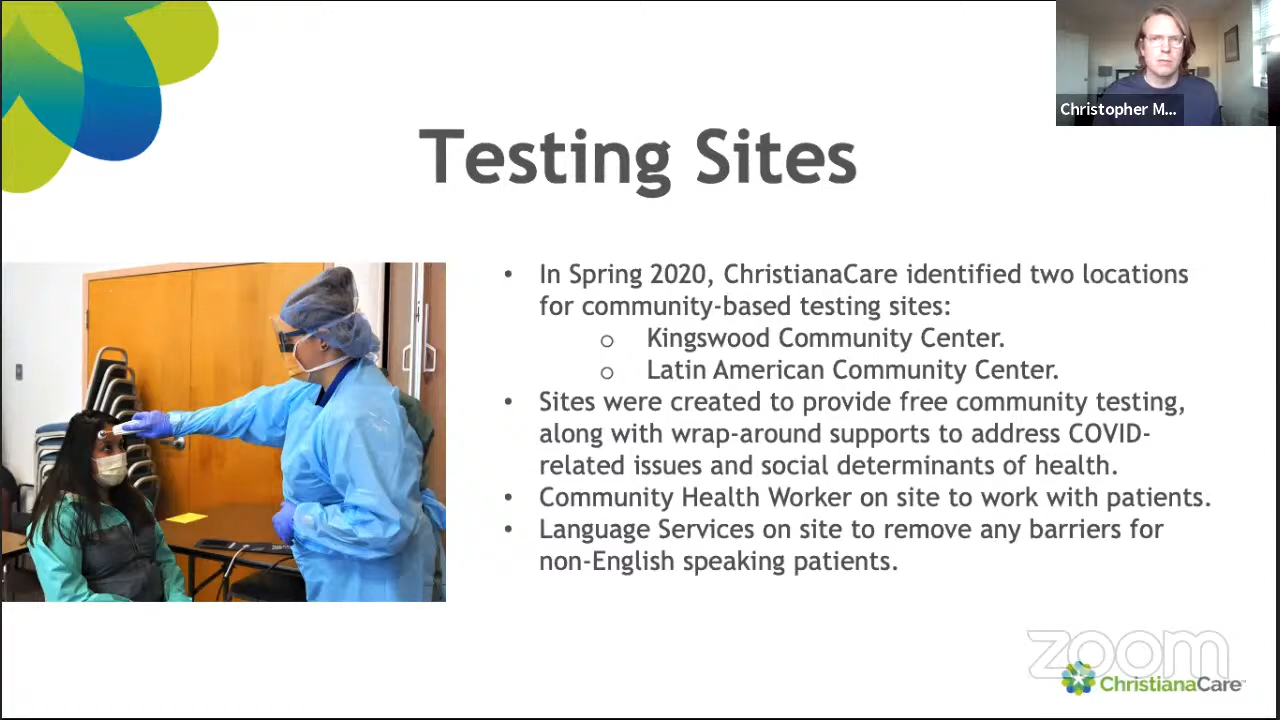 Christopher M...
Testing Sites
• In Spring 2020, ChristianaCare identified two locations
for community-based testing sites:
o Kingswood Community Center.
o Latin American Community Center.
• Sites were created to provide free community testing,
along with wrap-around supports to address COVID-
related issues and social determinants of health.
• Community Health Worker on site to work with patients.
• Language Services on site to remove any barriers for
non-English speaking patients.
zoom
ChristianaCare™